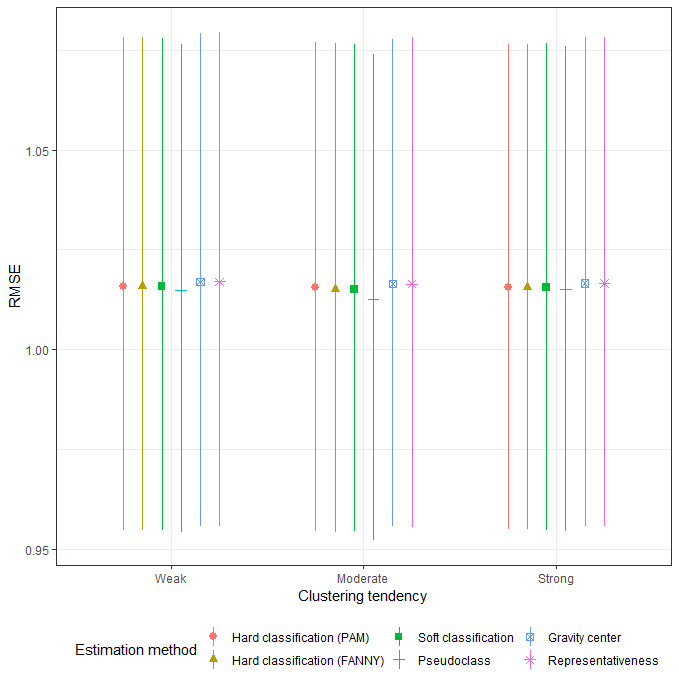 1.05
1.00
0.95
RMSE
Weak Moderate Strong
Clustering tendency
Estimation method
Hard classification (PAM) Soft classification Gravity center
Hard classification (FANNY) Pseudoclass Representativeness